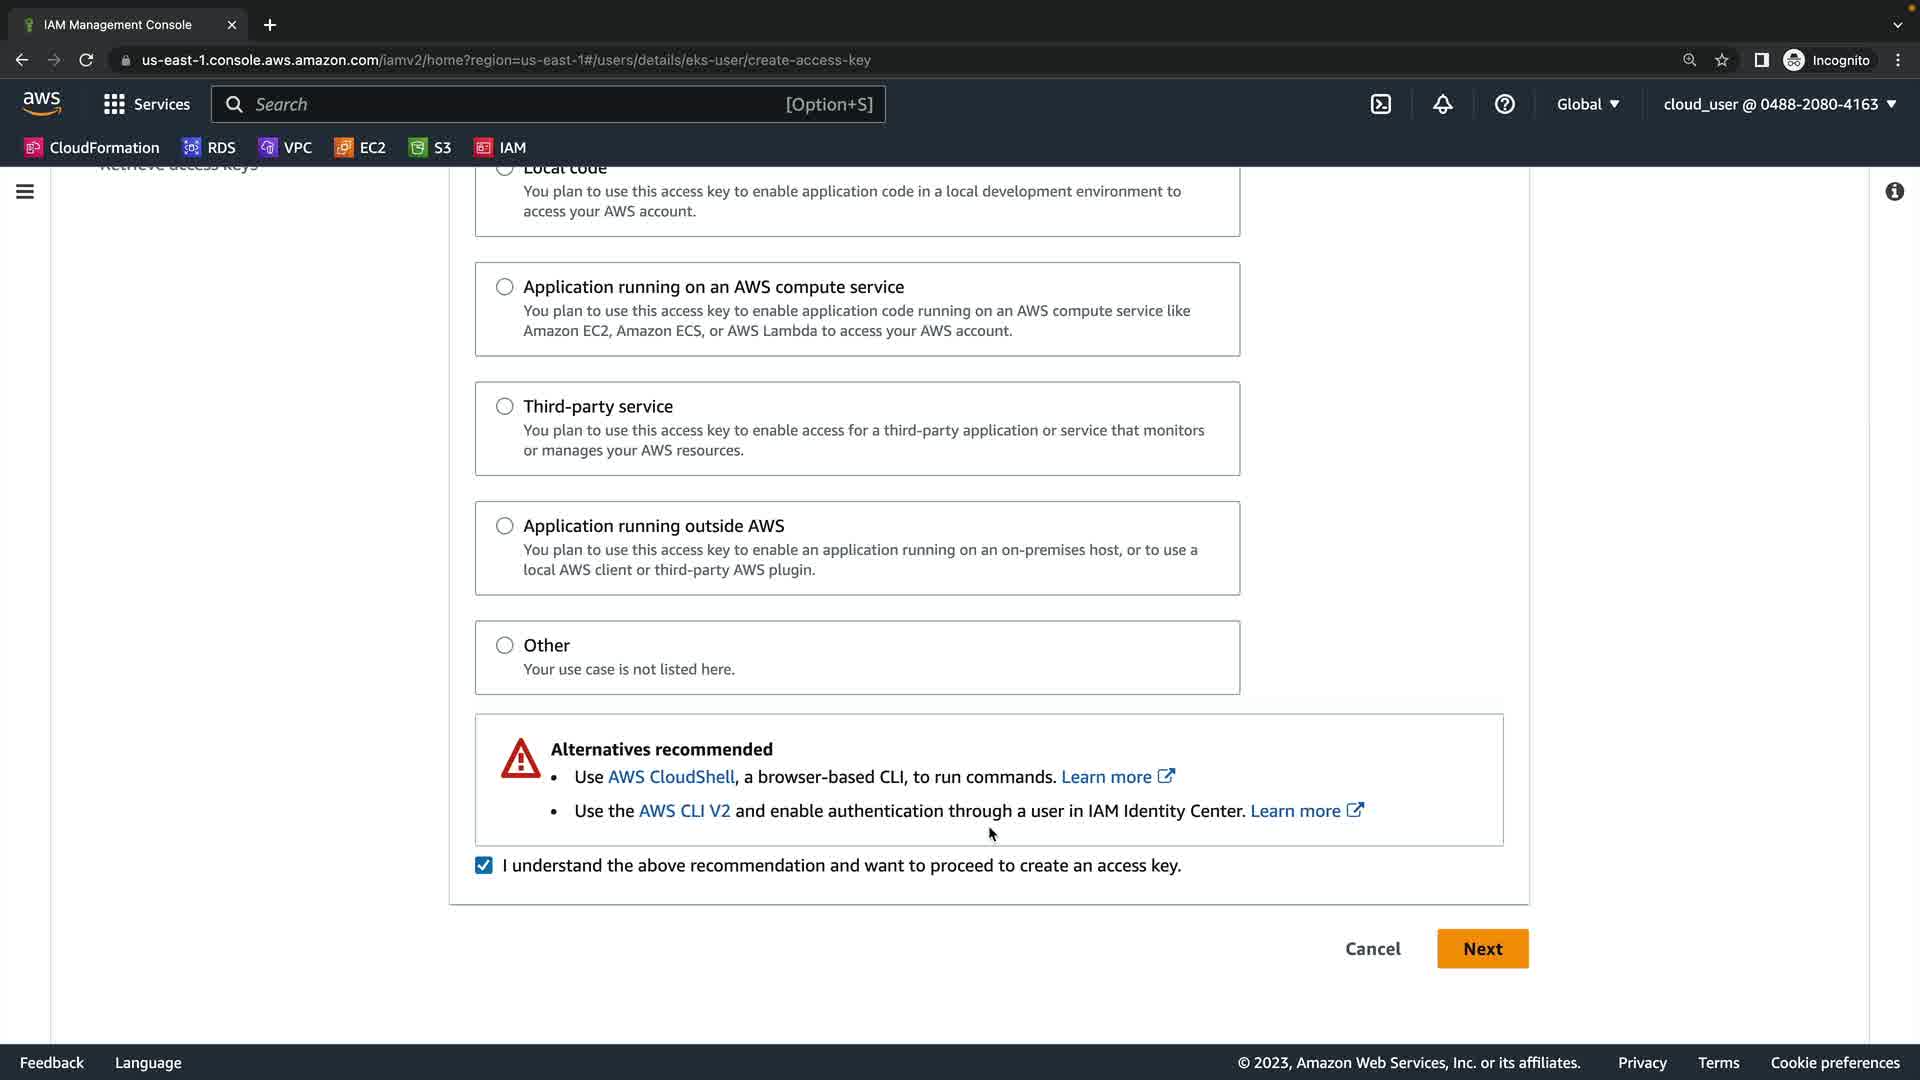 IAM Management Console
us-east-1.console.aws.amazon.com/iamv2/home?region=us-east-1#/users/details/eks-user/create-access-key
Incognito
aws
Services
Search
[Option+S]
Global
cloud_user @ 0488-2080-4163
CloudFormation
RDS
VPC
EC2
S3
IAM
Retrieve access keys
Local code
You plan to use this access key to enable application code in a local development environment to
access your AWS account.
Application running on an AWS compute service
You plan to use this access key to enable application code running on an AWS compute service like
Amazon EC2, Amazon ECS, or AWS Lambda to access your AWS account.
Third-party service
You plan to use this access key to enable access for a third-party application or service that monitors
or manages your AWS resources.
Application running outside AWS
You plan to use this access key to enable an application running on an on-premises host, or to use a
local AWS client or third-party AWS plugin.
Other
Your use case is not listed here.
Alternatives recommended
• Use AWS CloudShell, a browser-based CLI, to run commands. Learn more
• Use the AWS CLI V2 and enable authentication through a user in IAM Identity Center. Learn more
I understand the above recommendation and want to proceed to create an access key.
Cancel
Next
Feedback
Language
© 2023, Amazon Web Services, Inc. or its affiliates.
Privacy
Terms
Cookie preferences